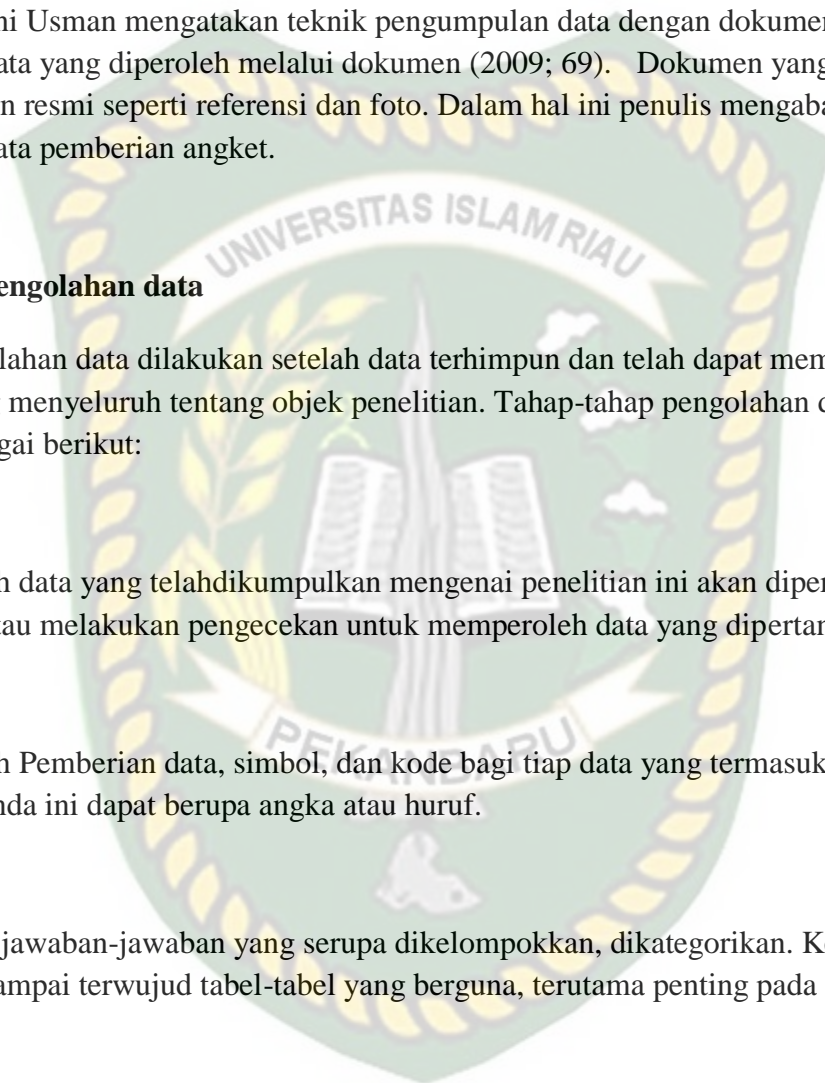 ni Usman mengatakan teknik pengumpulan data dengan dokumen
ata yang diperoleh melalui dokumen (2009; 69). Dokumen yang
n resmi seperti referensi dan foto. Dalam hal ini penulis mengaba
ata pemberian angket.
UNIVERSITAS ISLAM RIAU
engolahan data
lahan data dilakukan setelah data terhimpun dan telah dapat mem
menyeluruh tentang objek penelitian. Tahap-tahap pengolahan d
gai berikut:
h data yang telahdikumpulkan mengenai penelitian ini akan diper
tau melakukan pengecekan untuk memperoleh data yang dipertan
PEKANBARU
h Pemberian data, simbol, dan kode bagi tiap data yang termasuk
nda ini dapat berupa angka atau huruf.
jawaban-jawaban yang serupa dikelompokkan, dikategorikan. K
ampai terwujud tabel-tabel yang berguna, terutama penting pada